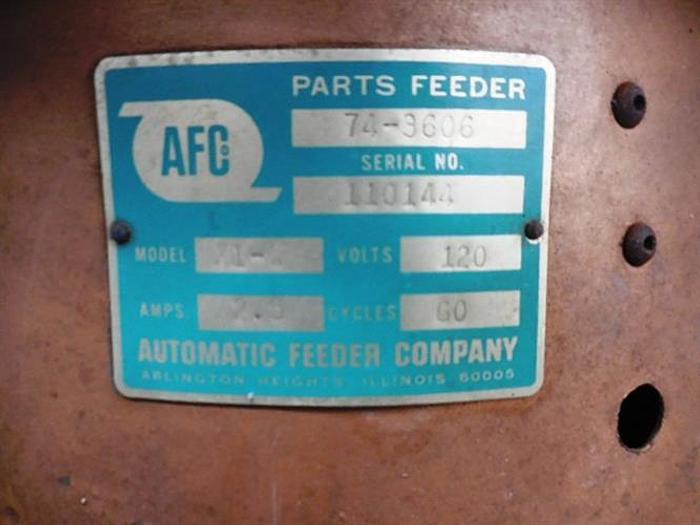 AFC
PARTS FEEDER
74-3606
SERIAL NO.
110144
MODEL VOLTS 120
AMPS CYCLES 60
AUTOMATIC FEEDER COMPANY
ARLINGTON HEIGHTS, ILLINOIS 60005